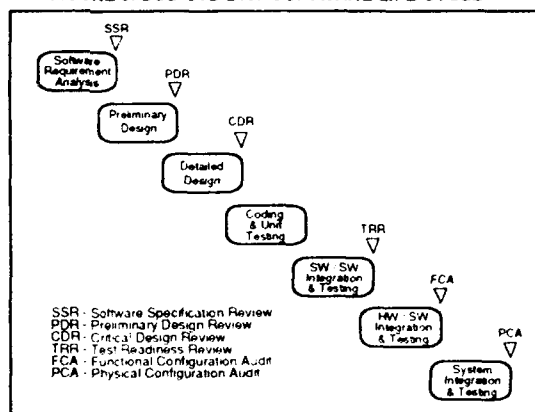 SSR
Software
Requirement
Analysis
PDR
Preliminary
Design
CDR
Detailed
Design
Coding
& Unit
Testing
TRR
SW - SW
Integration
& Testing
FCA
HW - SW
Integration
& Testing
PCA
System
Integration
& Testing
SSR - Software Specification Review
PDR - Preliminary Design Review
CDR - Critical Design Review
TRR - Test Readiness Review
FCA - Functional Configuration Audit
PCA - Physical Configuration Audit